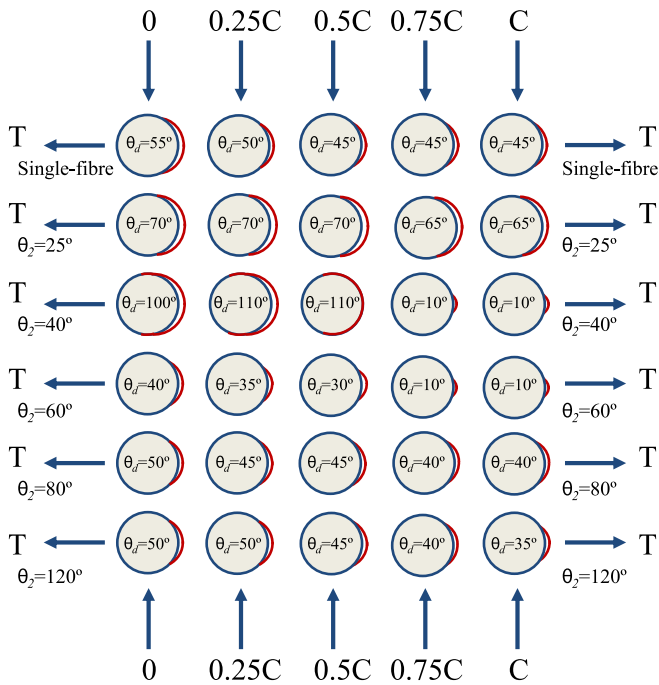 0 0.25C 0.5C 0.75C C
T θd=55º θd=50º θd=45º θd=45º θd=45º T
Single-fibre Single-fibre
T θd=70º θd=70º θd=70º θd=65º θd=65º T
θ2=25º θ2=25º
T θd=100º θd=110º θd=110º θd=10º θd=10º T
θ2=40º θ2=40º
T θd=40º θd=35º θd=30º θd=10º θd=10º T
θ2=60º θ2=60º
T θd=50º θd=45º θd=45º θd=40º θd=40º T
θ2=80º θ2=80º
T θd=50º θd=50º θd=45º θd=40º θd=35º T
θ2=120º θ2=120º
0 0.25C 0.5C 0.75C C